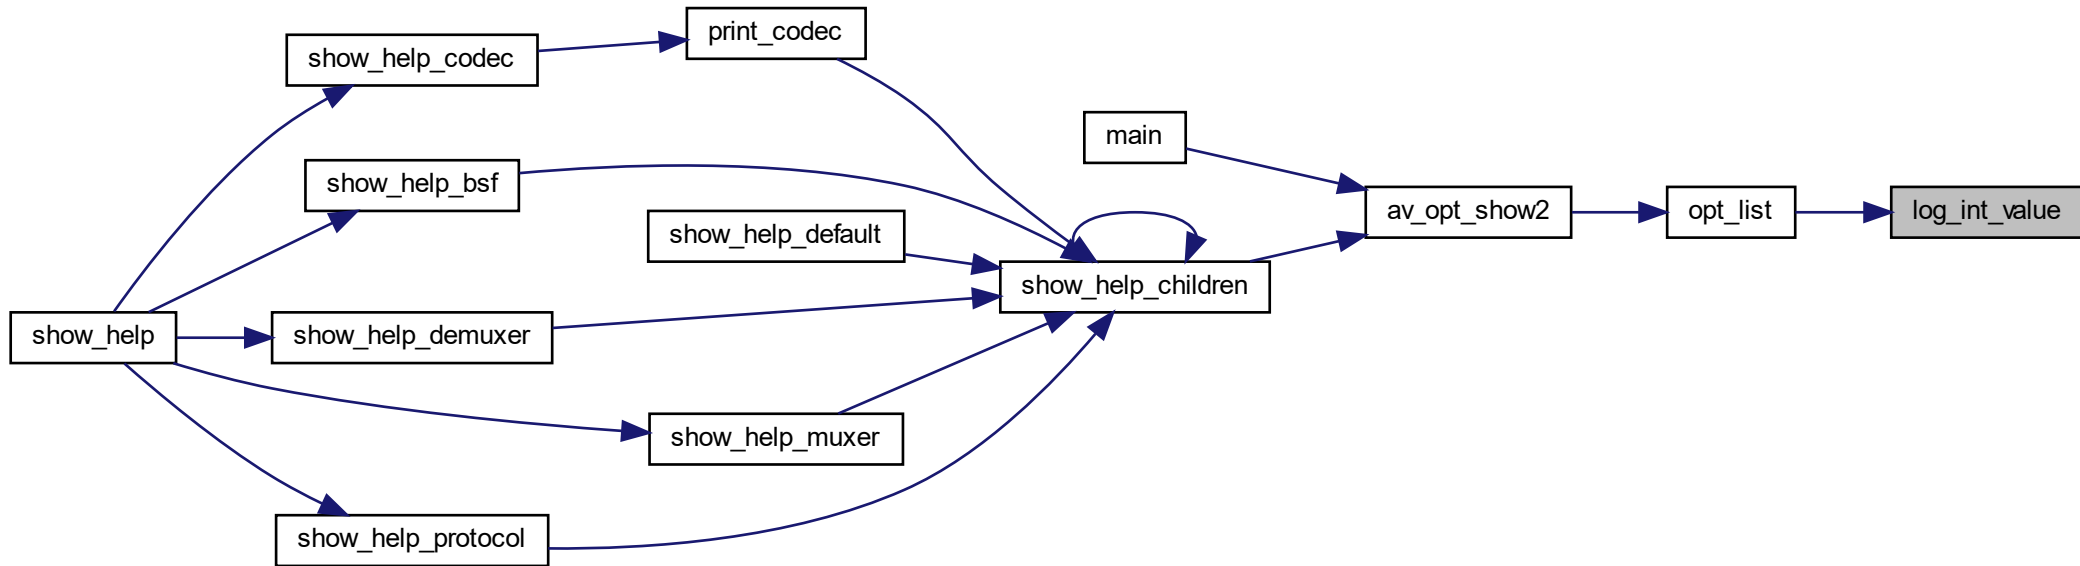 print_codec
show_help_codec
main
show_help_bsf
av_opt_show2
opt_list
log_int_value
show_help_default
show_help_children
show_help
show_help_demuxer
show_help_muxer
show_help_protocol